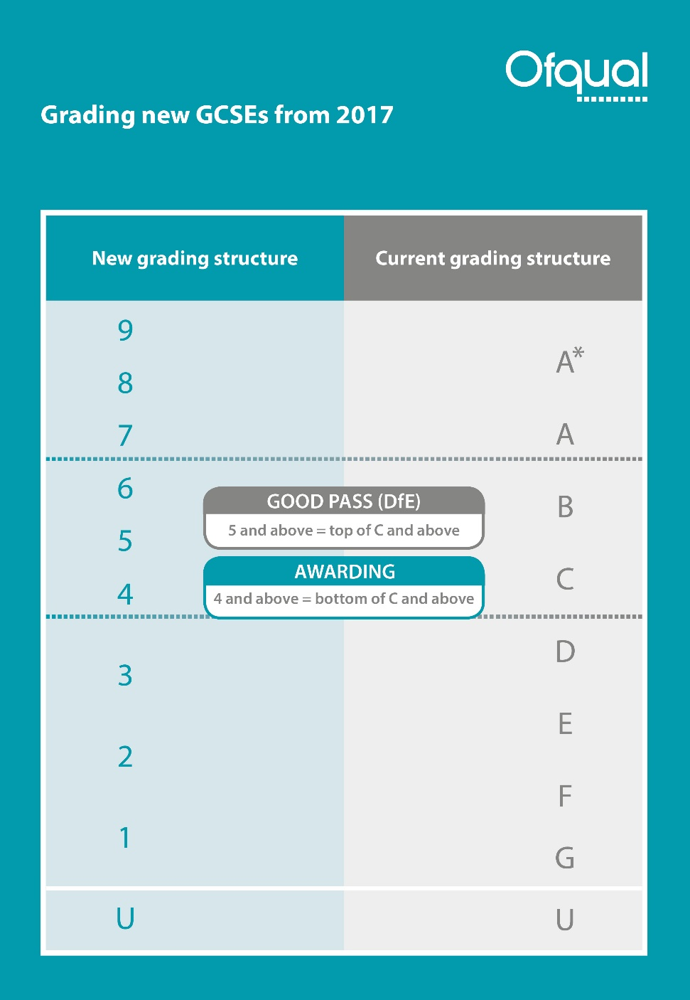 Ofqual
Grading new GCSEs from 2017
New grading structure
Current grading structure
9
8
7
6
5
4
3
2
1
U
A*
A
B
C
D
E
F
G
U
GOOD PASS (DfE)
5 and above = top of C and above
AWARDING
4 and above = bottom of C and above